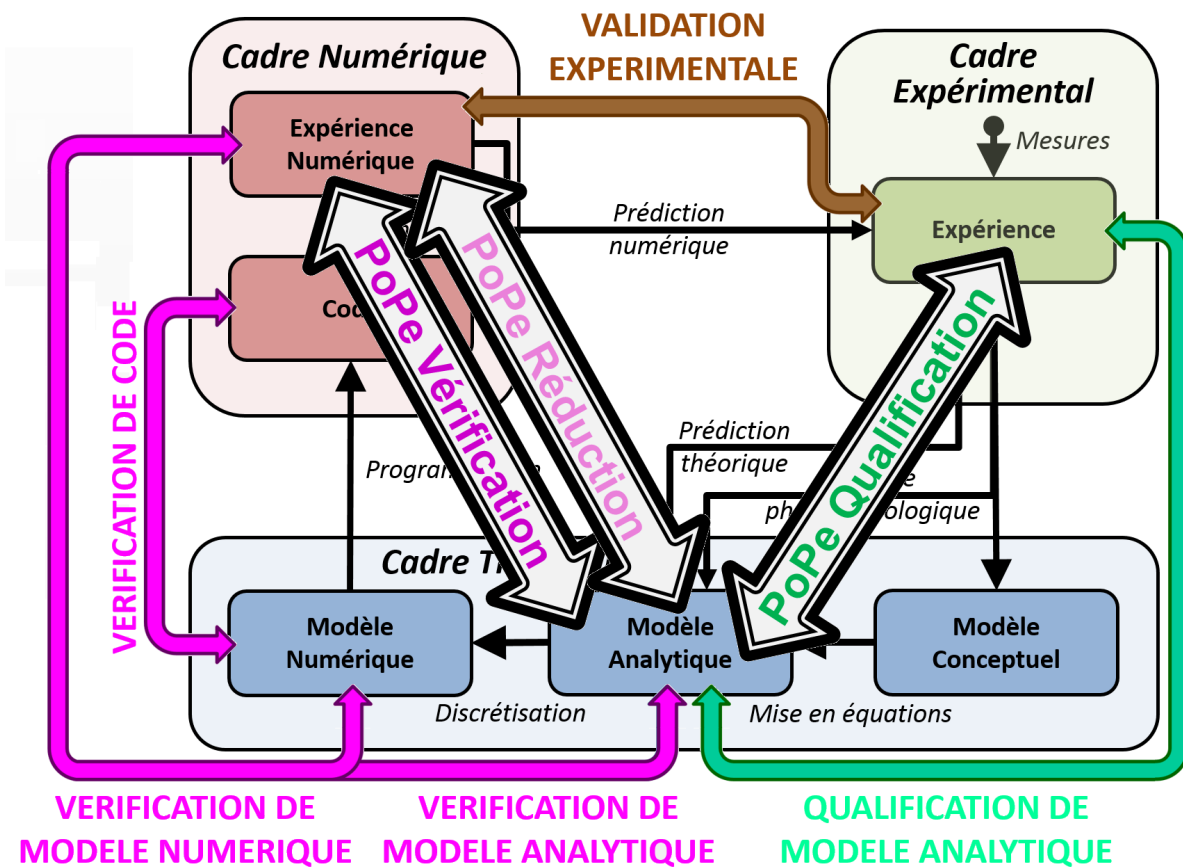 VALIDATION
EXPERIMENTALE
Cadre Numérique
Cadre
Expérimental
Expérience
Numérique
Mesures
Expérience
Prédiction
numérique
PoPe Vérification
PoPe Réduction
PoPe Qualification
VERIFICATION DE CODE
Prédiction
théorique
Cadre
Modèle
Numérique
Modèle
Analytique
Modèle
Conceptuel
Discrétisation
Mise en équations
VERIFICATION DE
MODELE NUMERIQUE
VERIFICATION DE
MODELE ANALYTIQUE
QUALIFICATION DE
MODELE ANALYTIQUE